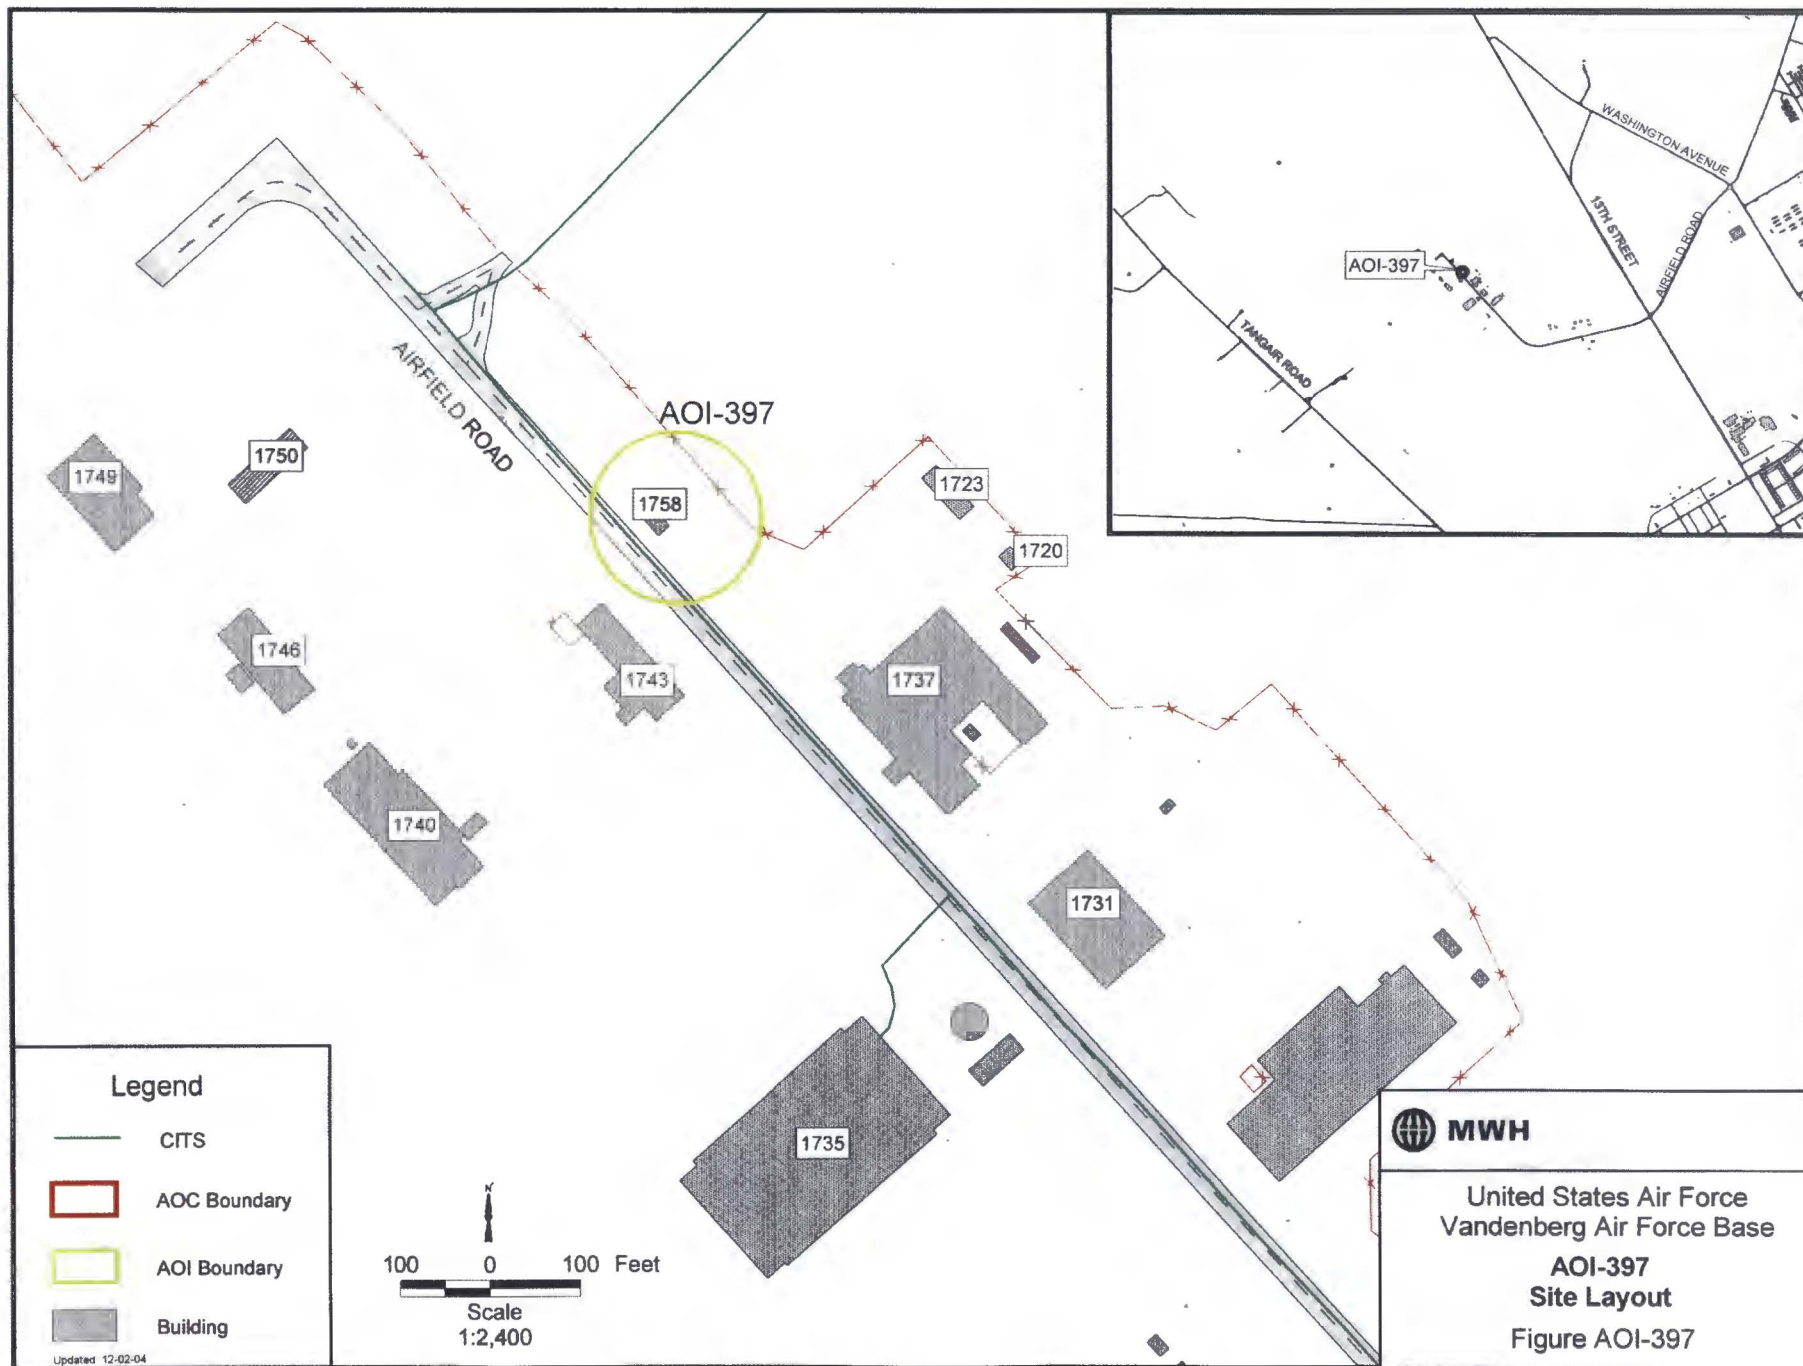 WASHINGTON AVENUE
13TH STREET
AIRFIELD ROAD
AOI-397
TANGAIR ROAD
AIRFIELD ROAD
AOI-397
1749
1750
1758
1723
1720
1746
1743
1737
1740
1731
1735
Legend
CITS
AOC Boundary
AOI Boundary
Building
Updated 12-02-04
N
100 0 100 Feet
Scale
1:2,400
MWH
United States Air Force
Vandenberg Air Force Base
AOI-397
Site Layout
Figure AOI-397